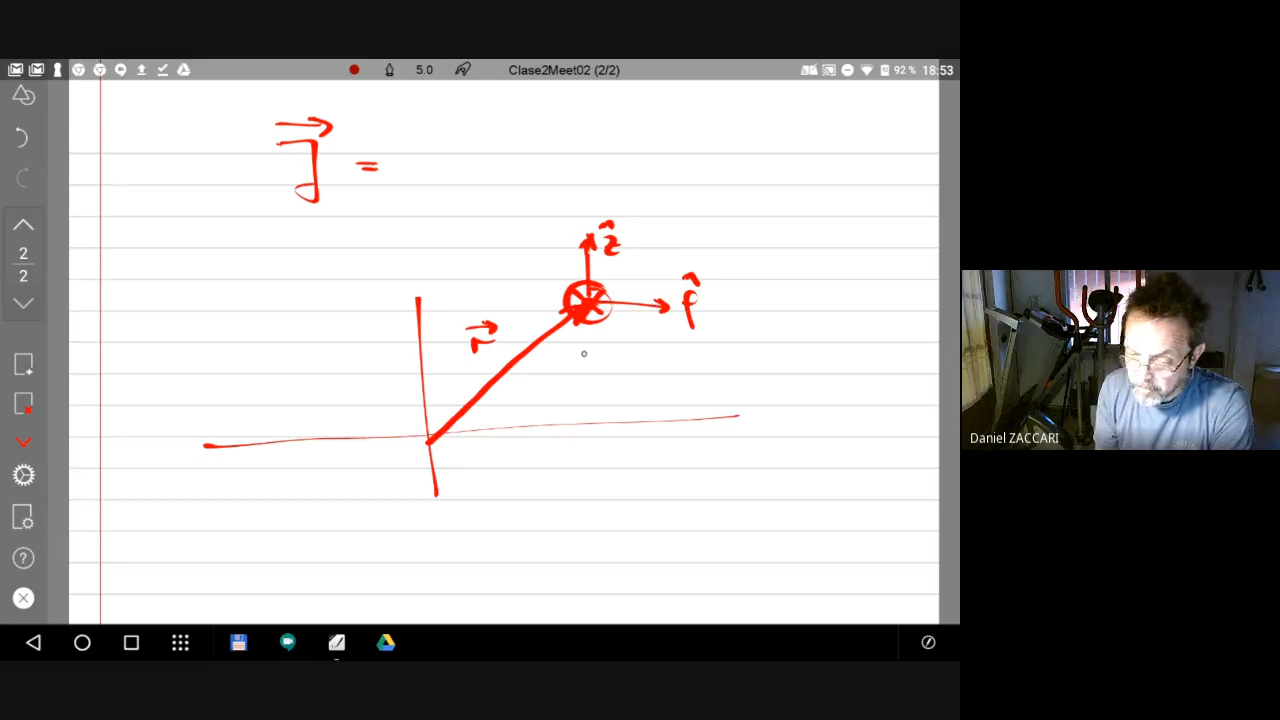 5.0 Clase2Meet02 (2/2) 92 % 18:53
J⃗ =
ẑ
r⃗ ρ̂
2
2
Daniel ZACCARI